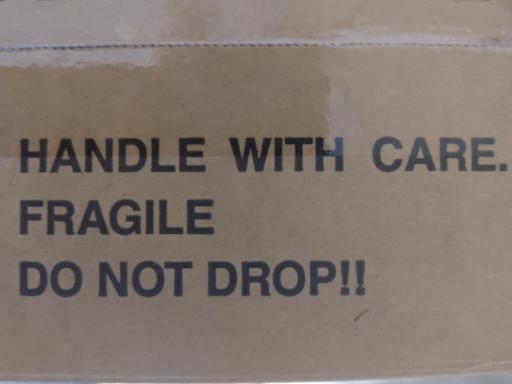 HANDLE WITH CARE.
FRAGILE
DO NOT DROP!!